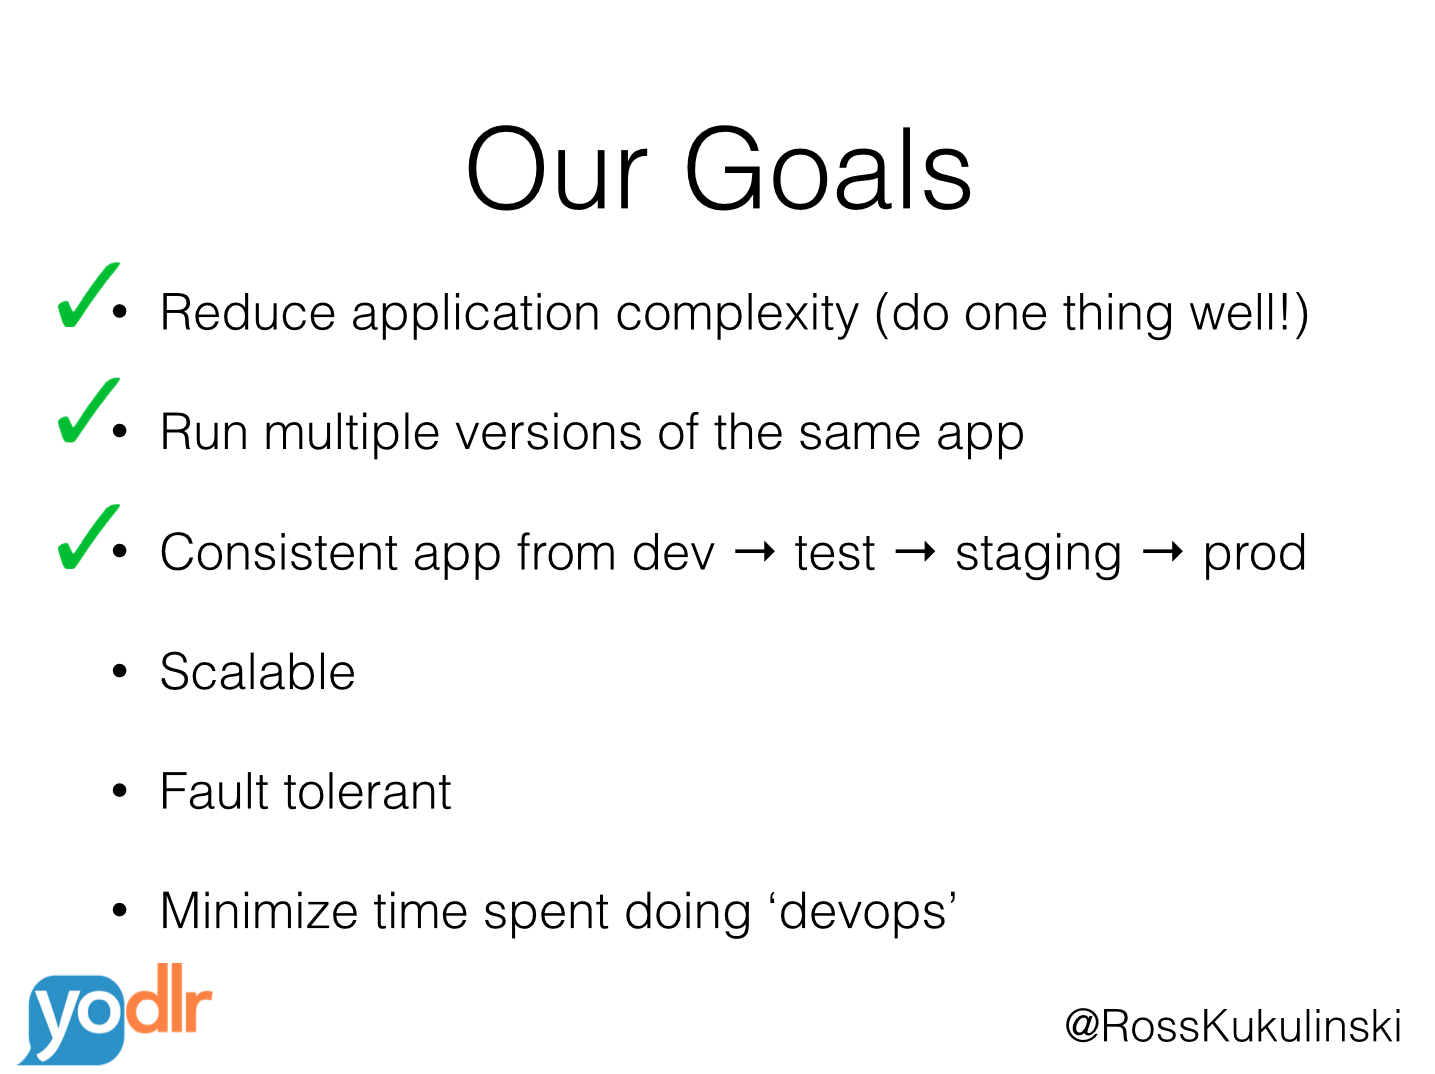 Our Goals
✓• Reduce application complexity (do one thing well!)
✓• Run multiple versions of the same app
✓• Consistent app from dev → test → staging → prod
• Scalable
• Fault tolerant
• Minimize time spent doing ‘devops’
yodlr
@RossKukulinski